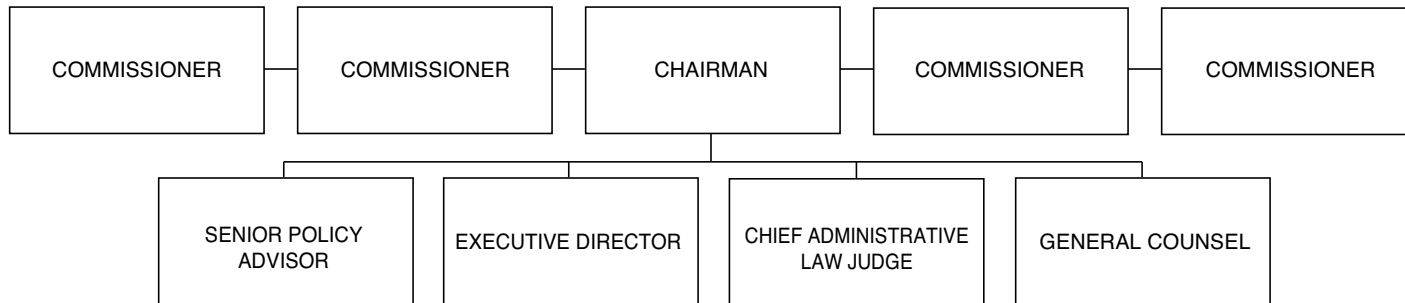 COMMISSIONER
COMMISSIONER
CHAIRMAN
COMMISSIONER
COMMISSIONER
SENIOR POLICY
ADVISOR
EXECUTIVE DIRECTOR
CHIEF ADMINISTRATIVE
LAW JUDGE
GENERAL COUNSEL